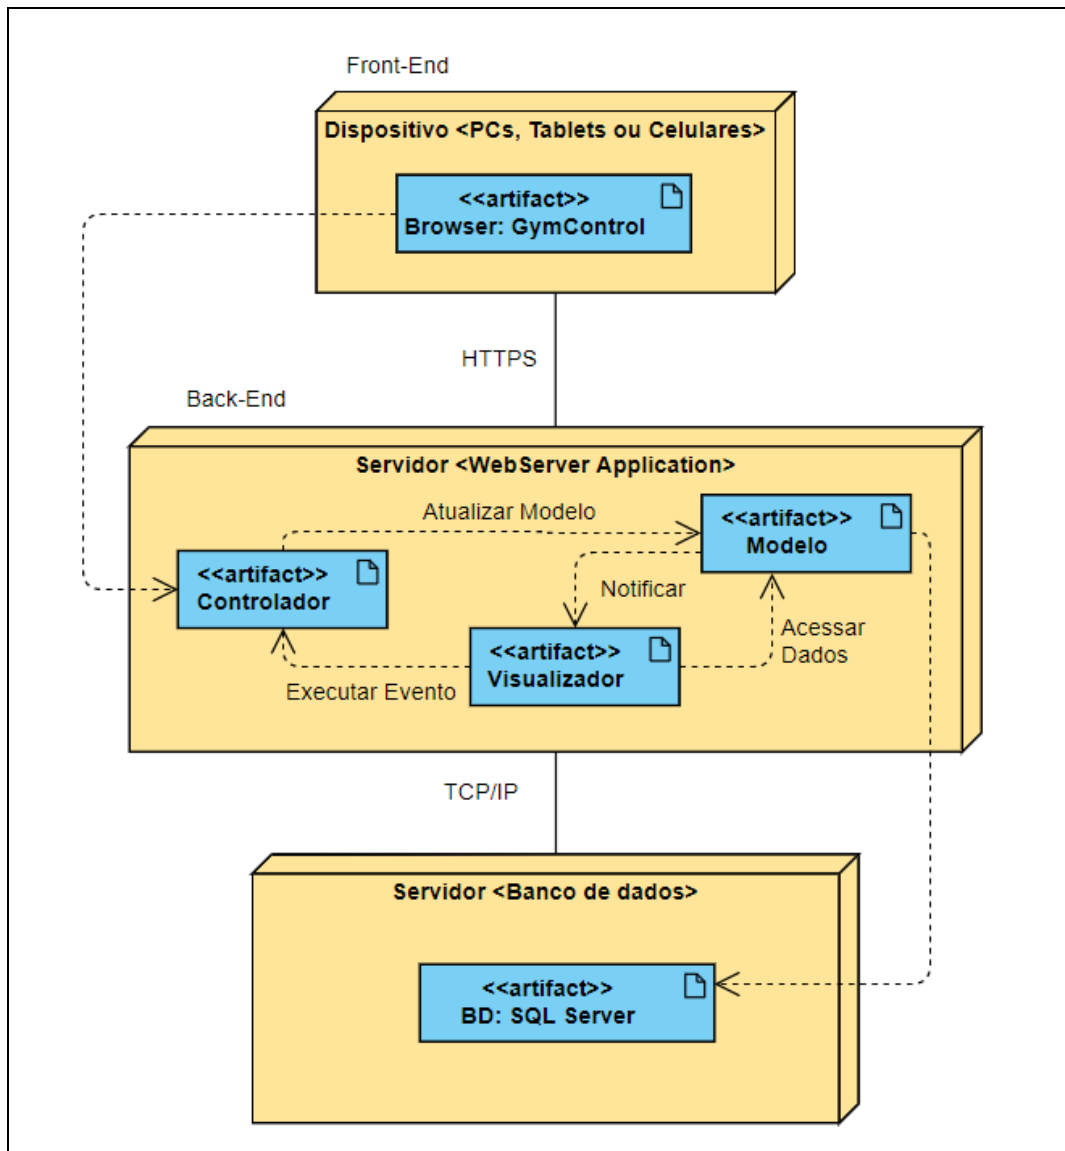 Front-End
Dispositivo <PCs, Tablets ou Celulares>
<<artifact>>
Browser: GymControl
HTTPS
Back-End
Servidor <WebServer Application>
Atualizar Modelo
<<artifact>>
Modelo
<<artifact>>
Controlador
Notificar
Acessar
Dados
<<artifact>>
Visualizador
Executar Evento
TCP/IP
Servidor <Banco de dados>
<<artifact>>
BD: SQL Server